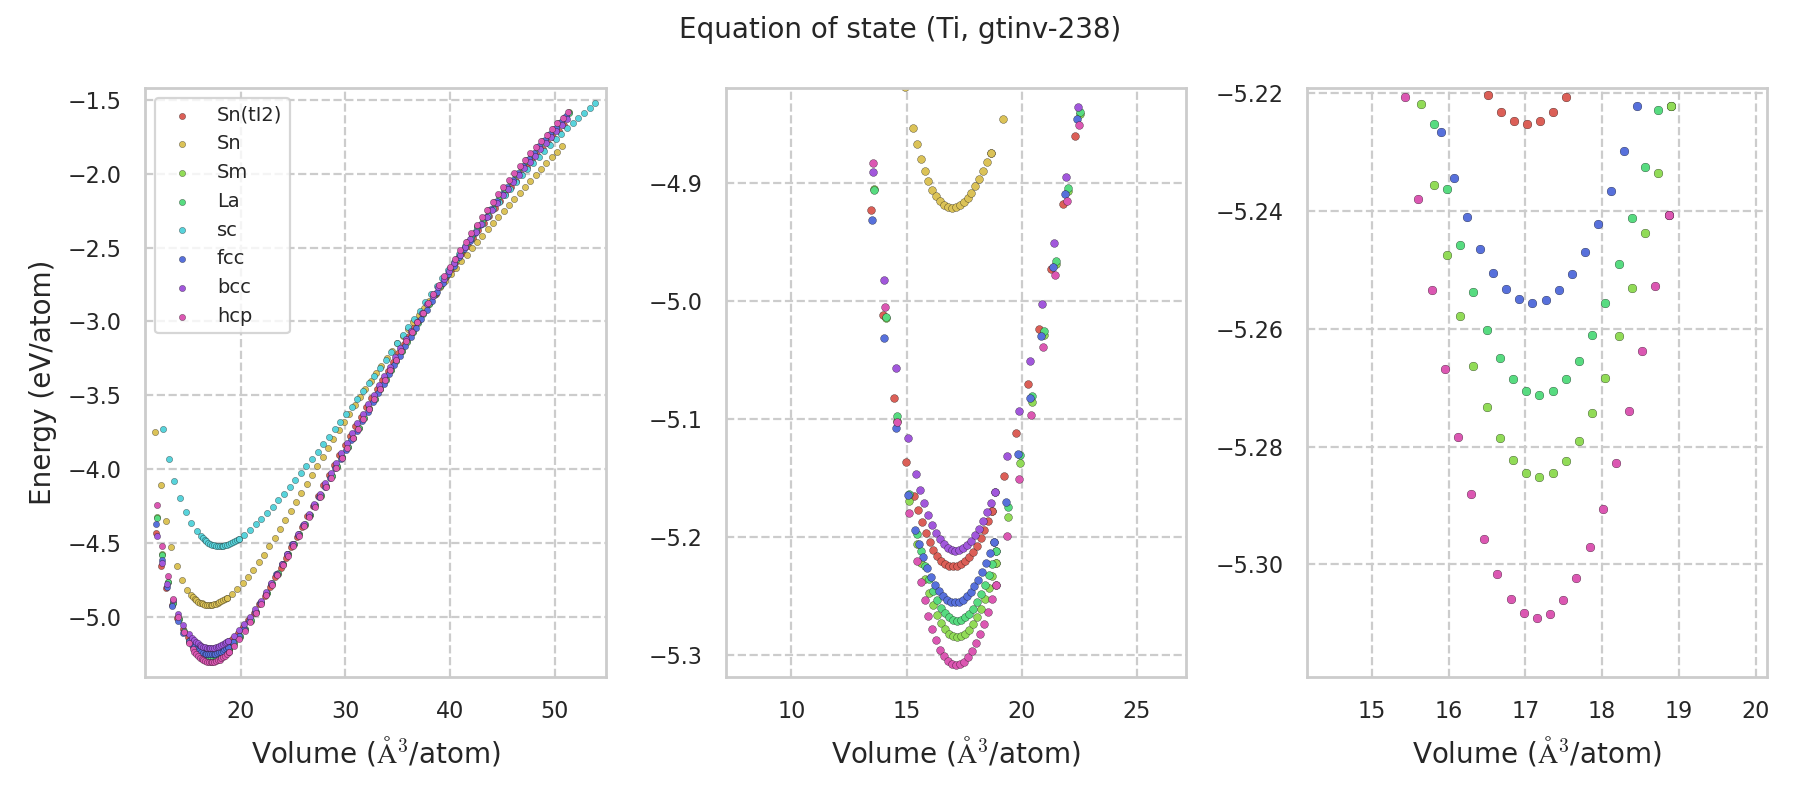 Equation of state (Ti, gtinv-238)
Energy (eV/atom)
−1.5
−2.0
−2.5
−3.0
−3.5
−4.0
−4.5
−5.0
Sn(tI2)
Sn
Sm
La
sc
fcc
bcc
hcp
20 30 40 50
Volume (Å³/atom)
−4.9
−5.0
−5.1
−5.2
−5.3
10 15 20 25
Volume (Å³/atom)
−5.22
−5.24
−5.26
−5.28
−5.30
15 16 17 18 19 20
Volume (Å³/atom)